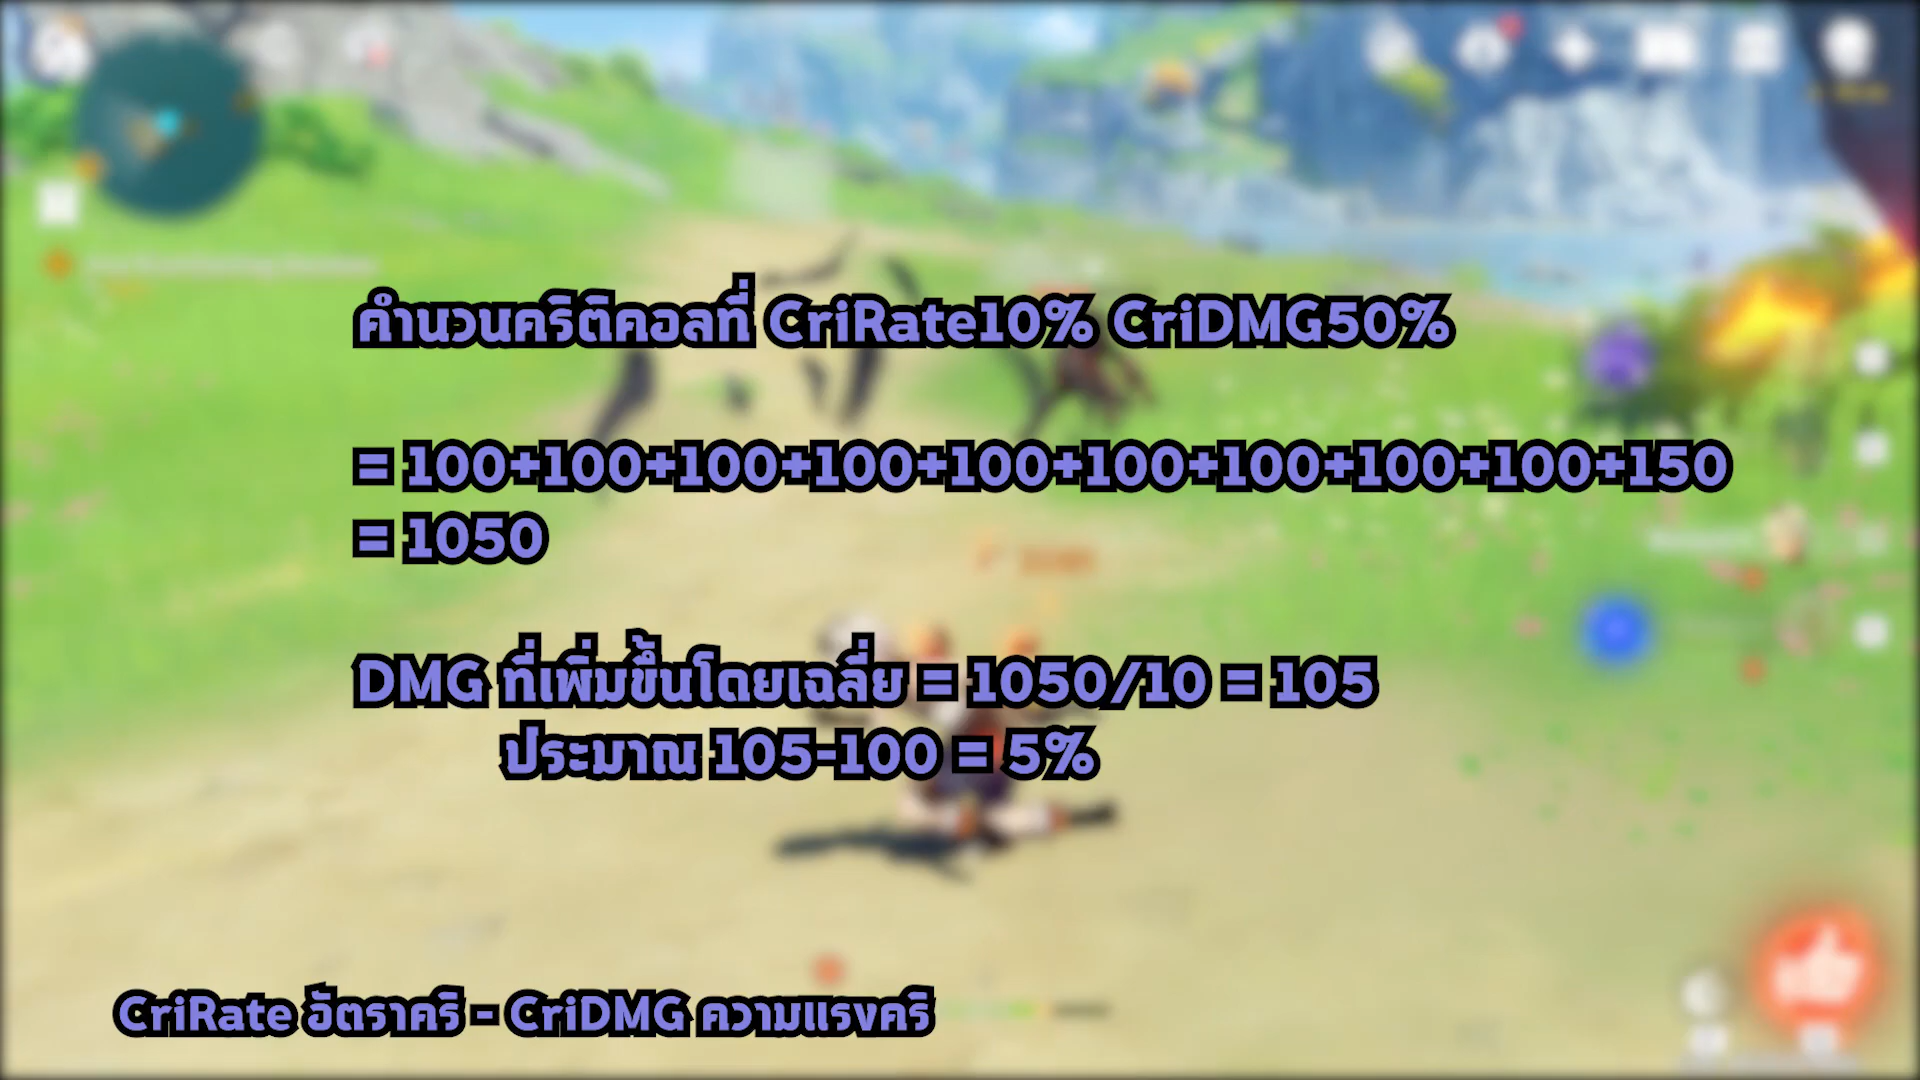 คำนวนคริติคอลที่ CriRate10% CriDMG50%
= 100+100+100+100+100+100+100+100+100+150
= 1050
DMG ที่เพิ่มขึ้นโดยเฉลี่ย = 1050/10 = 105
ประมาณ 105-100 = 5%
CriRate อัตราคริ - CriDMG ความแรงคริ